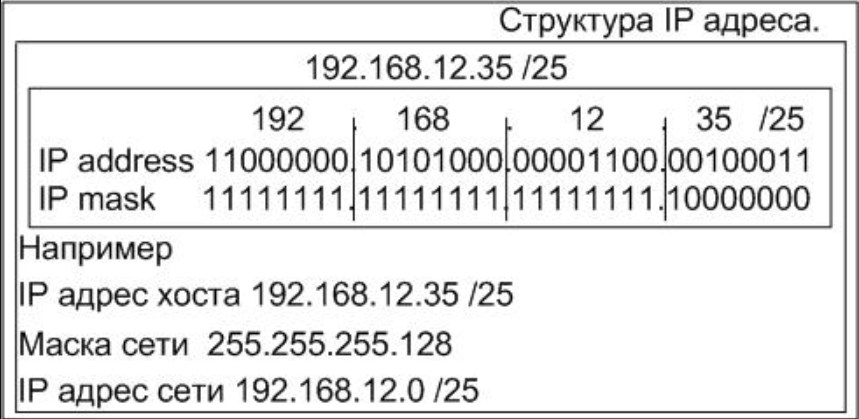 Структура IP адреса.
192.168.12.35 /25
192 . 168 . 12 . 35 /25
IP address 11000000.10101000.00001100.00100011
IP mask 11111111.11111111.11111111.10000000
Например
IP адрес хоста 192.168.12.35 /25
Маска сети 255.255.255.128
IP адрес сети 192.168.12.0 /25